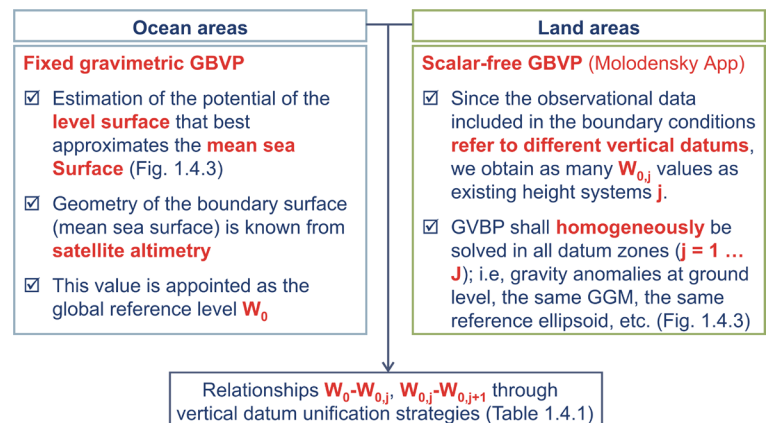 Ocean areas
Fixed gravimetric GBVP
☑ Estimation of the potential of the
level surface that best
approximates the mean sea
Surface (Fig. 1.4.3)
☑ Geometry of the boundary surface
(mean sea surface) is known from
satellite altimetry
☑ This value is appointed as the
global reference level W₀
Land areas
Scalar-free GBVP (Molodensky App)
☑ Since the observational data
included in the boundary conditions
refer to different vertical datums,
we obtain as many W₀,ⱼ values as
existing height systems j.
☑ GVBP shall homogeneously be
solved in all datum zones (j = 1 ...
J); i.e, gravity anomalies at ground
level, the same GGM, the same
reference ellipsoid, etc. (Fig. 1.4.3)
Relationships W₀-W₀,ⱼ, W₀,ⱼ-W₀,ⱼ₊₁ through
vertical datum unification strategies (Table 1.4.1)